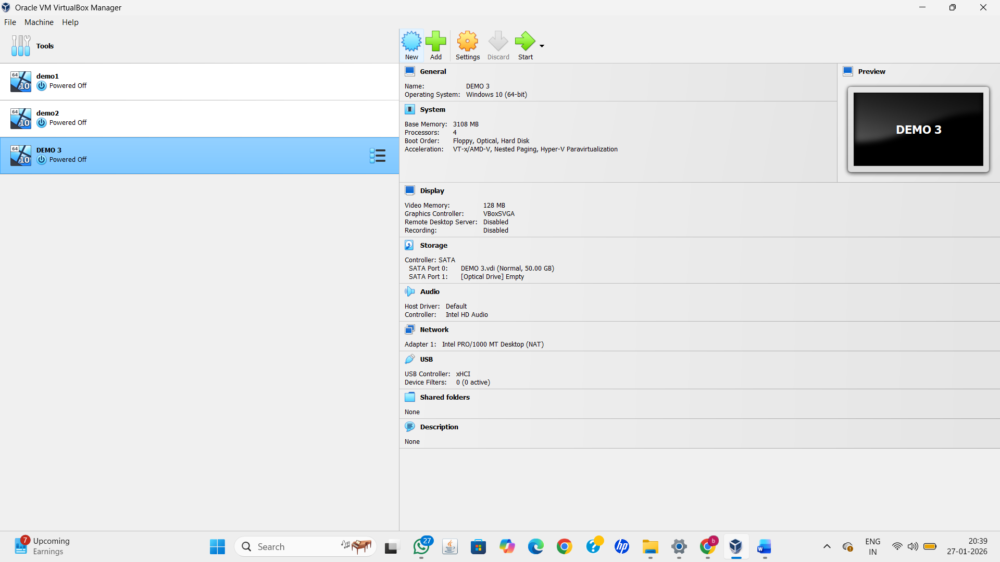 Oracle VM VirtualBox Manager
File Machine Help
Tools
New Add Settings Discard Start
64 10 demo1
Powered Off
64 10 demo2
Powered Off
64 10 DEMO 3
Powered Off
General
Name: DEMO 3
Operating System: Windows 10 (64-bit)
Preview
DEMO 3
System
Base Memory: 3108 MB
Processors: 4
Boot Order: Floppy, Optical, Hard Disk
Acceleration: VT-x/AMD-V, Nested Paging, Hyper-V Paravirtualization
Display
Video Memory: 128 MB
Graphics Controller: VBoxSVGA
Remote Desktop Server: Disabled
Recording: Disabled
Storage
Controller: SATA
SATA Port 0: DEMO 3.vdi (Normal, 50.00 GB)
SATA Port 1: [Optical Drive] Empty
Audio
Host Driver: Default
Controller: Intel HD Audio
Network
Adapter 1: Intel PRO/1000 MT Desktop (NAT)
USB
USB Controller: xHCI
Device Filters: 0 (0 active)
Shared folders
None
Description
None
7 Upcoming
Earnings
Search
27
hp
b
W
ENG
IN
20:39
27-01-2026